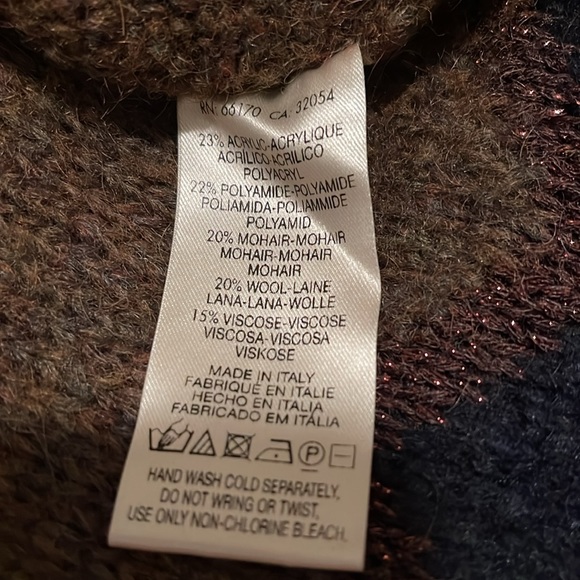 RN: 66170 CA: 32054
23% ACRYLIC-ACRYLIQUE
ACRÍLICO ACRILICO
POLYACRYL
22% POLYAMIDE-POLYAMIDE
POLIAMIDA-POLIAMMIDE
POLYAMID
20% MOHAIR-MOHAIR
MOHAIR-MOHAIR
MOHAIR
20% WOOL-LAINE
LANA-LANA-WOLLE
15% VISCOSE-VISCOSE
VISCOSA-VISCOSA
VISKOSE
MADE IN ITALY
FABRIQUÉ EN ITALIE
HECHO EN ITALIA
FABRICADO EM ITÁLIA
P
HAND WASH COLD SEPARATELY,
DO NOT WRING OR TWIST,
USE ONLY NON-CHLORINE BLEACH.